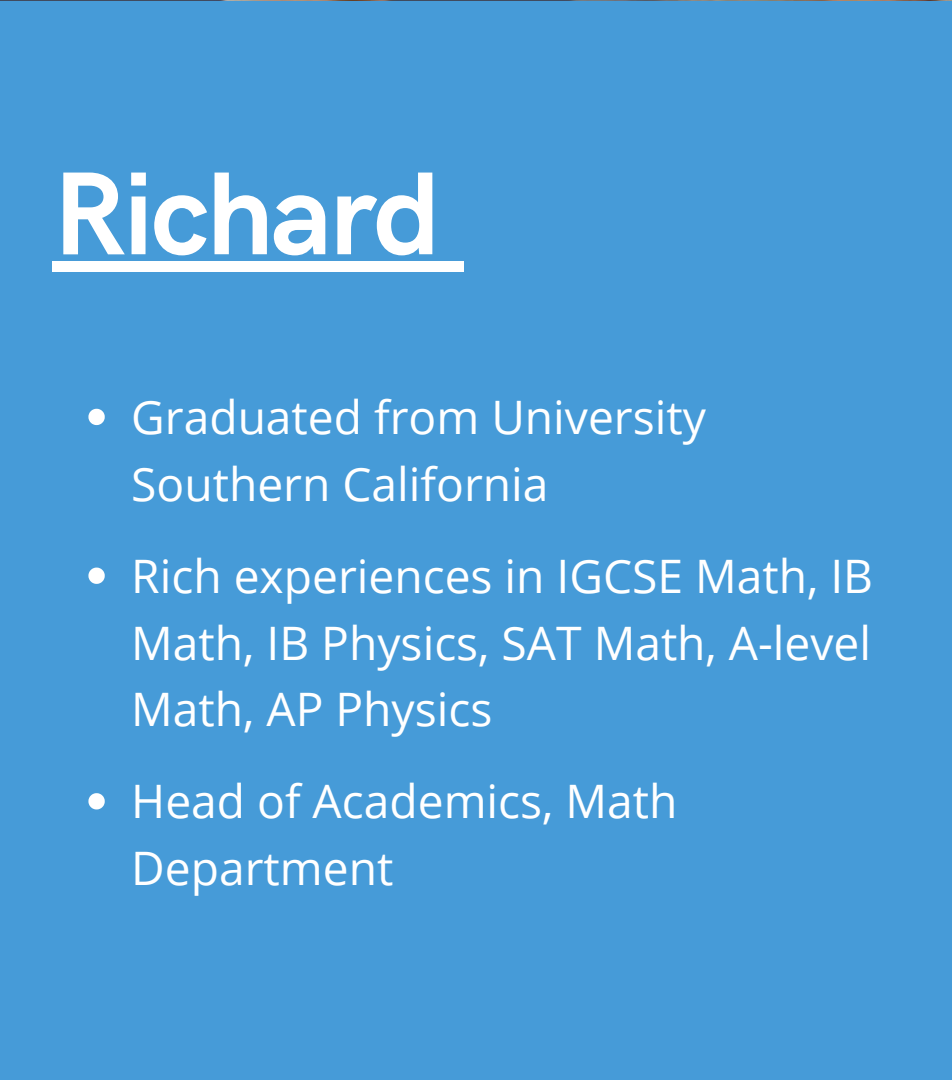 Richard
Graduated from University
Southern California
Rich experiences in IGCSE Math, IB
Math, IB Physics, SAT Math, A-level
Math, AP Physics
Head of Academics, Math
Department